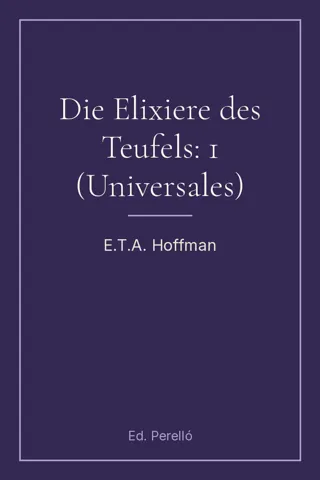 Die Elixiere des
Teufels: 1
(Universales)
E.T.A. Hoffman
Ed. Perelló